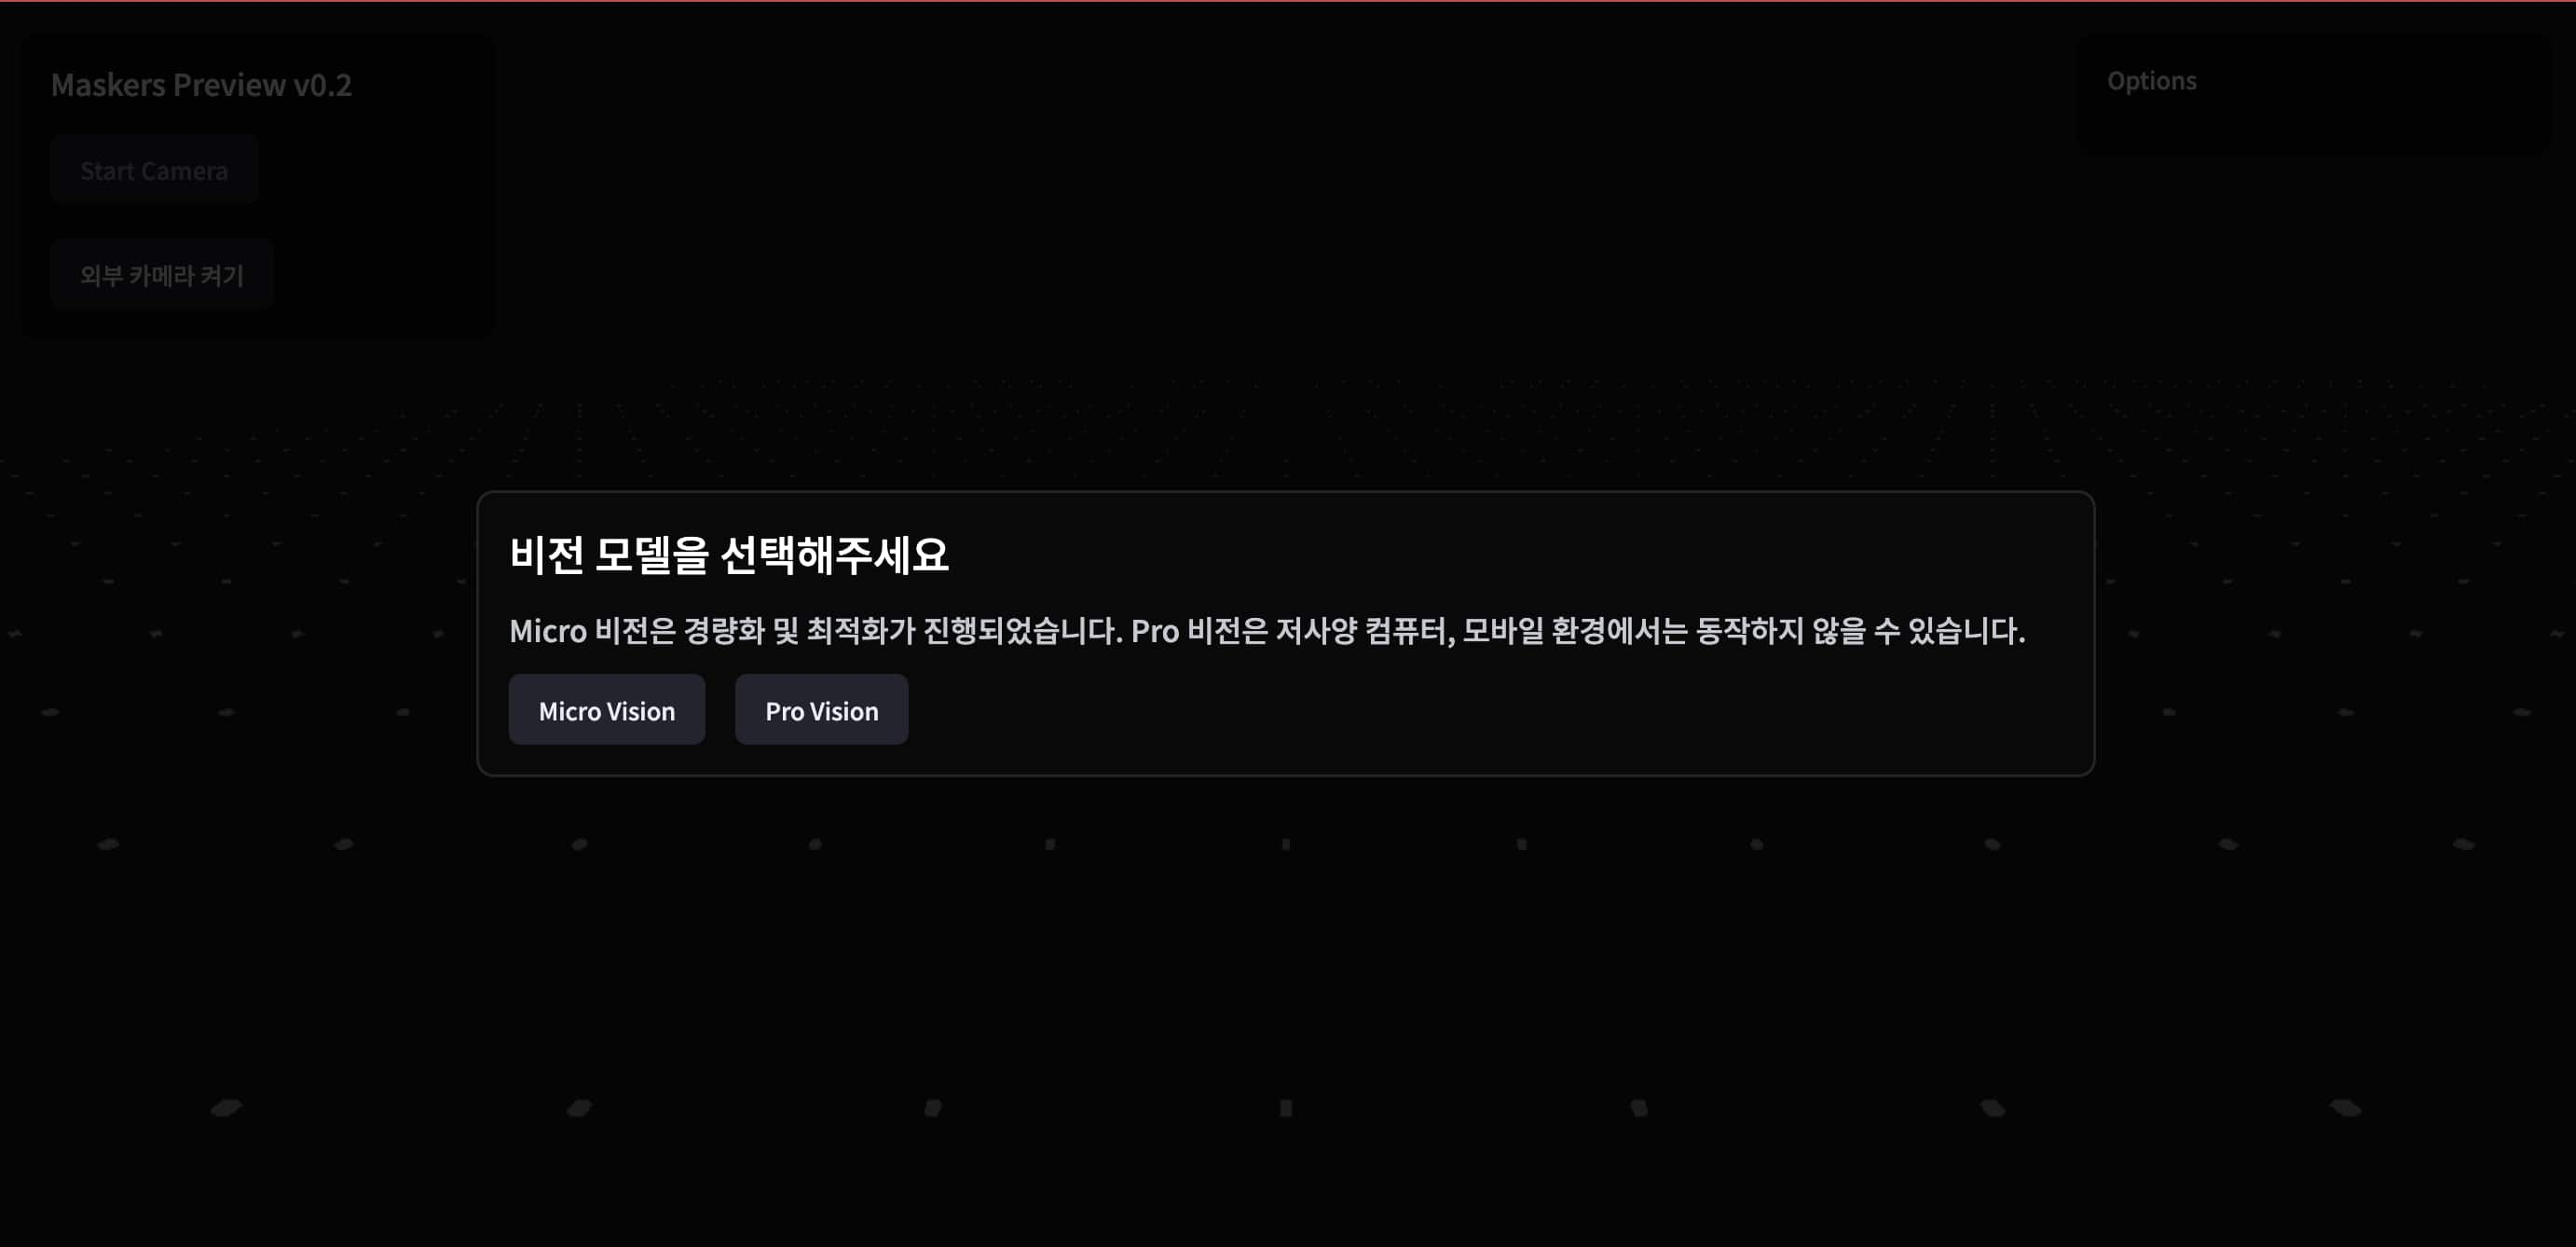 Maskers Preview v0.2
Options
Start Camera
외부 카메라 켜기
비전 모델을 선택해주세요
Micro 비전은 경량화 및 최적화가 진행되었습니다. Pro 비전은 저사양 컴퓨터, 모바일 환경에서는 동작하지 않을 수 있습니다.
Micro Vision
Pro Vision